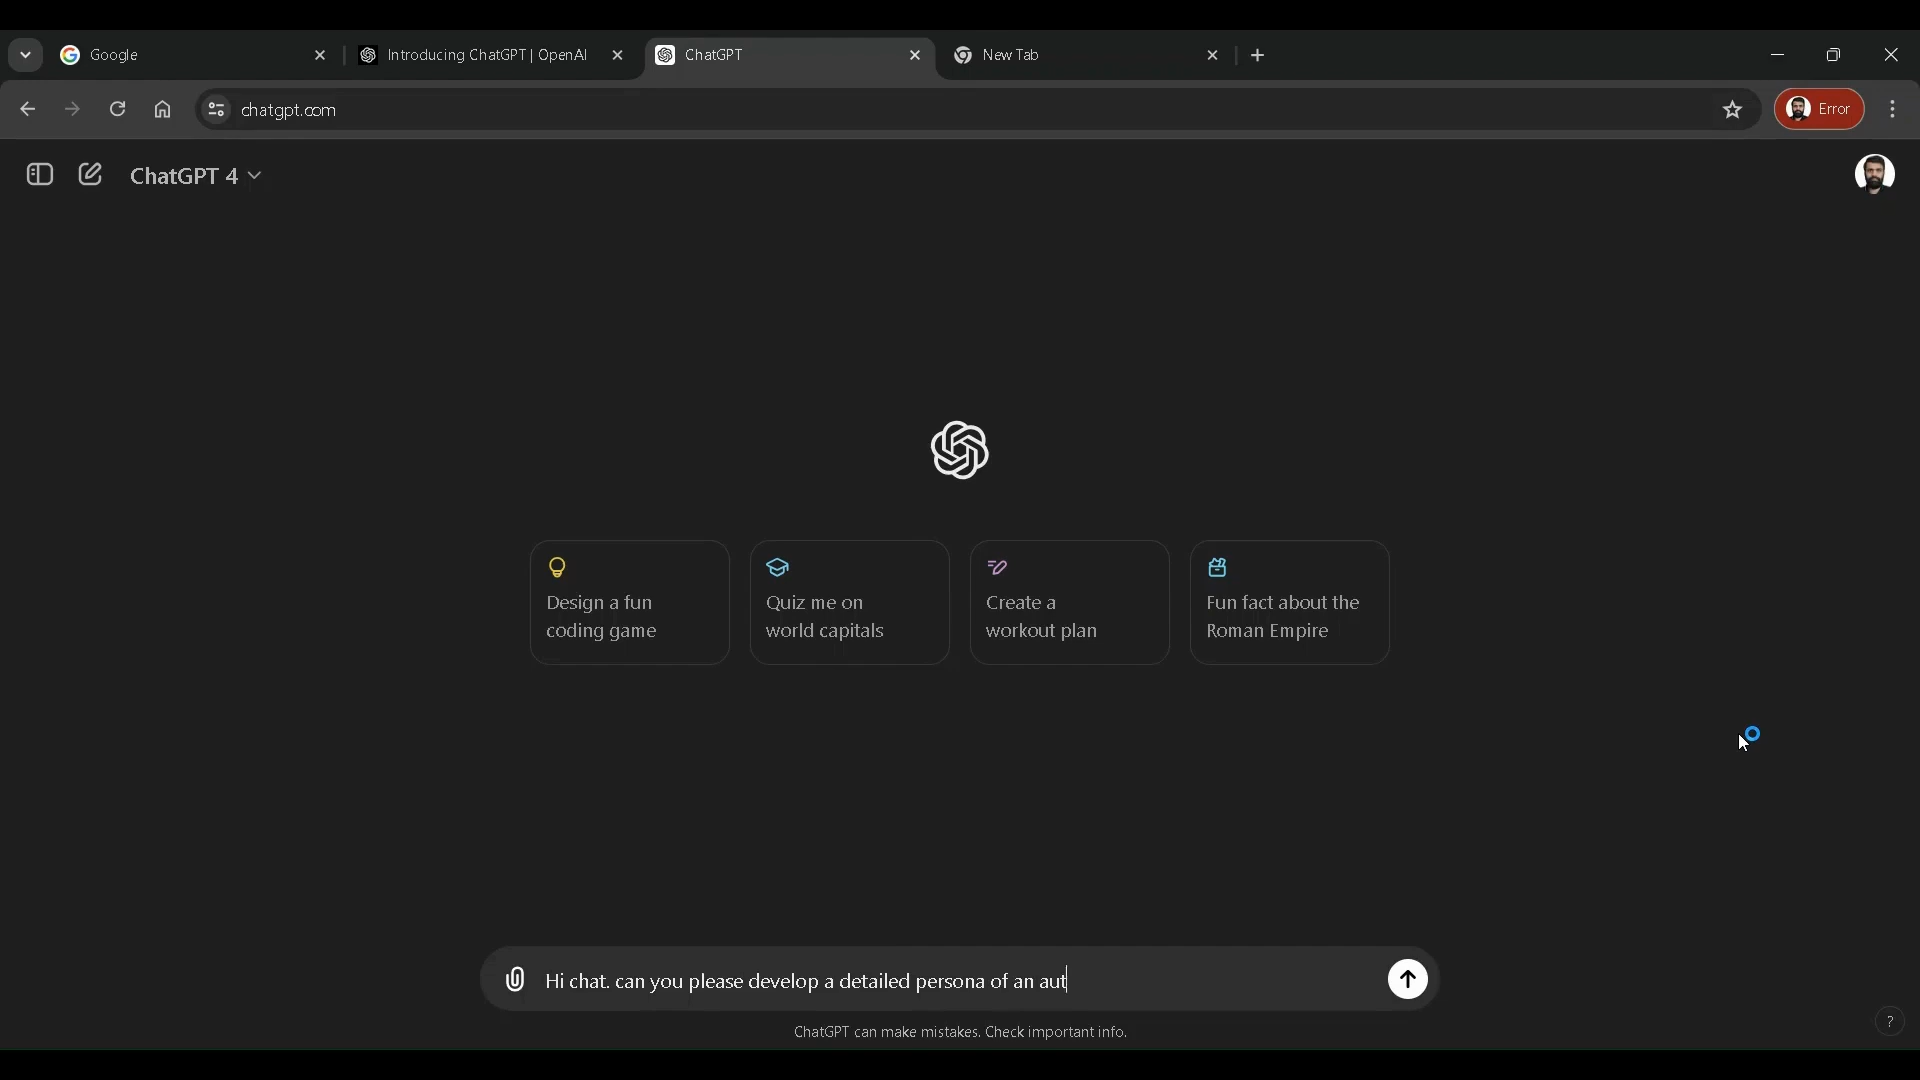 Google
Introducing ChatGPT | OpenAI
ChatGPT
New Tab
chatgpt.com
Error
ChatGPT 4
Design a fun
coding game
Quiz me on
world capitals
Create a
workout plan
Fun fact about the
Roman Empire
Hi chat. can you please develop a detailed persona of an aut
ChatGPT can make mistakes. Check important info.
?